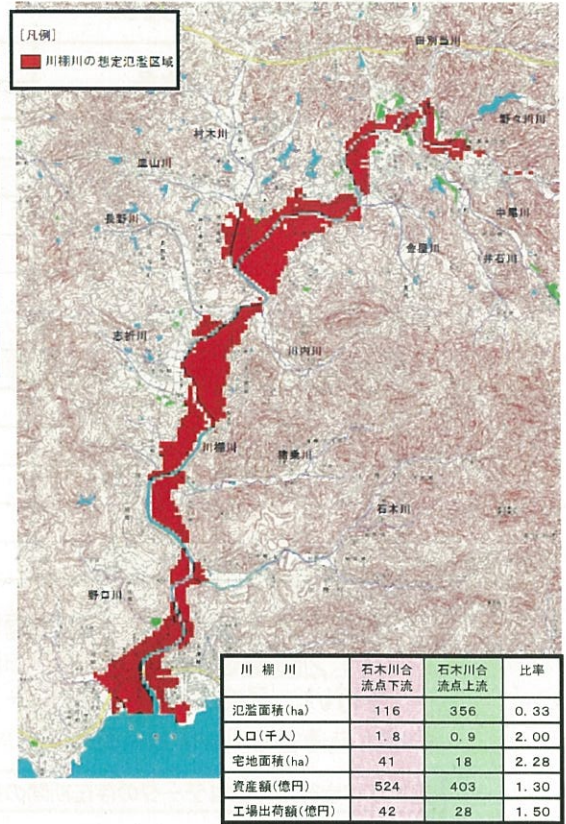 [凡例]
川棚川の想定氾濫区域
田別当川
野々川川
村木川
皿山川
長野川
中尾川
金屋川
井石川
志折川
川内川
川棚川
猪乗川
石木川
野口川
川 棚 川 石木川合流点下流 石木川合流点上流 比率
氾濫面積(ha) 116 356 0.33
人口(千人) 1.8 0.9 2.00
宅地面積(ha) 41 18 2.28
資産額(億円) 524 403 1.30
工場出荷額(億円) 42 28 1.50